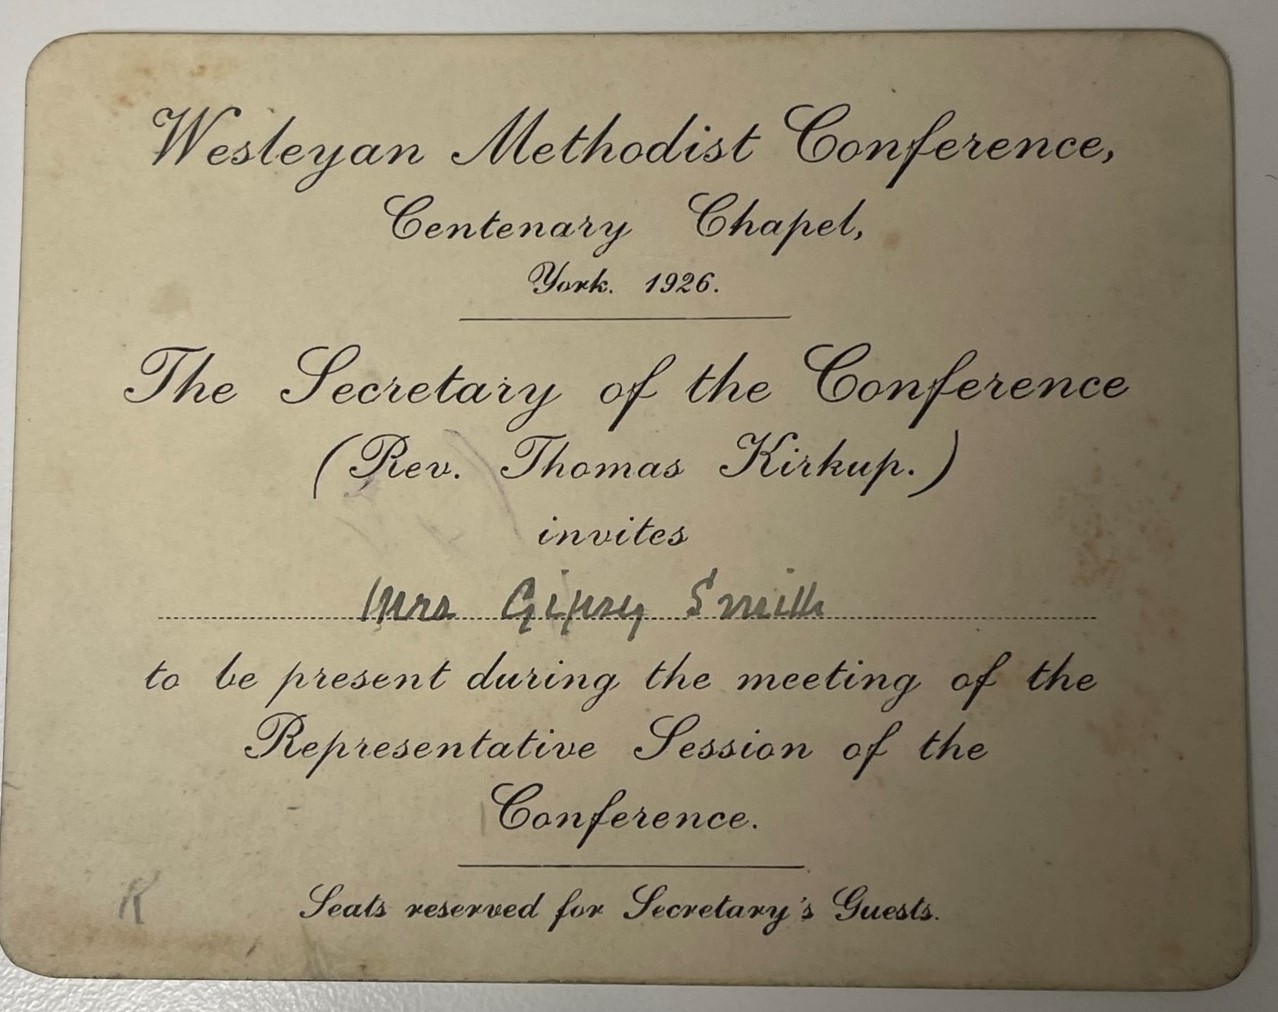 Wesleyan Methodist Conference,
Centenary Chapel,
York. 1926.
The Secretary of the Conference
(Rev. Thomas Kirkup.)
invites
Mrs Gipsy Smith
to be present during the meeting of the
Representative Session of the
Conference.
Seats reserved for Secretary's Guests.
R